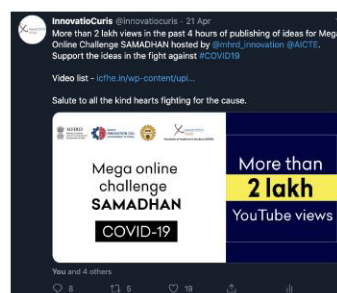 InnovatioCuris @innovatiocuris · 21 Apr
More than 2 lakh views in the past 4 hours of publishing of ideas for Mega
Online Challenge SAMADHAN hosted by @mhrd_innovation @AICTE.
Support the ideas in the fight against #COVID19
Video list - icfhe.in/wp-content/upl...
Salute to all the kind hearts fighting for the cause.
Mega online
challenge
SAMADHAN
COVID-19
More than
2 lakh
YouTube views
You and 4 others
8 5 19